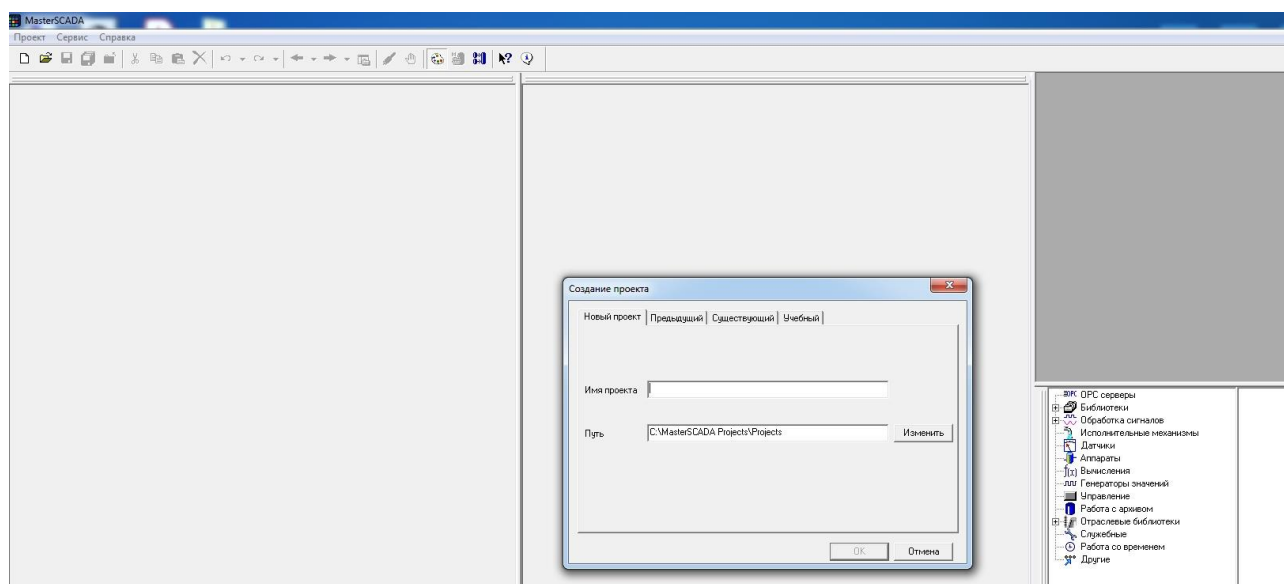 MasterSCADA
Проект Сервис Справка
Создание проекта
Новый проект Предыдущий Существующий Учебный
Имя проекта
Путь C:\MasterSCADA Projects\Projects Изменить
ОК Отмена
OPC серверы
Библиотеки
Обработка сигналов
Исполнительные механизмы
Датчики
Аппараты
f(x) Вычисления
Генераторы значений
Управление
Работа с архивом
Отраслевые библиотеки
Служебные
Работа со временем
Другие